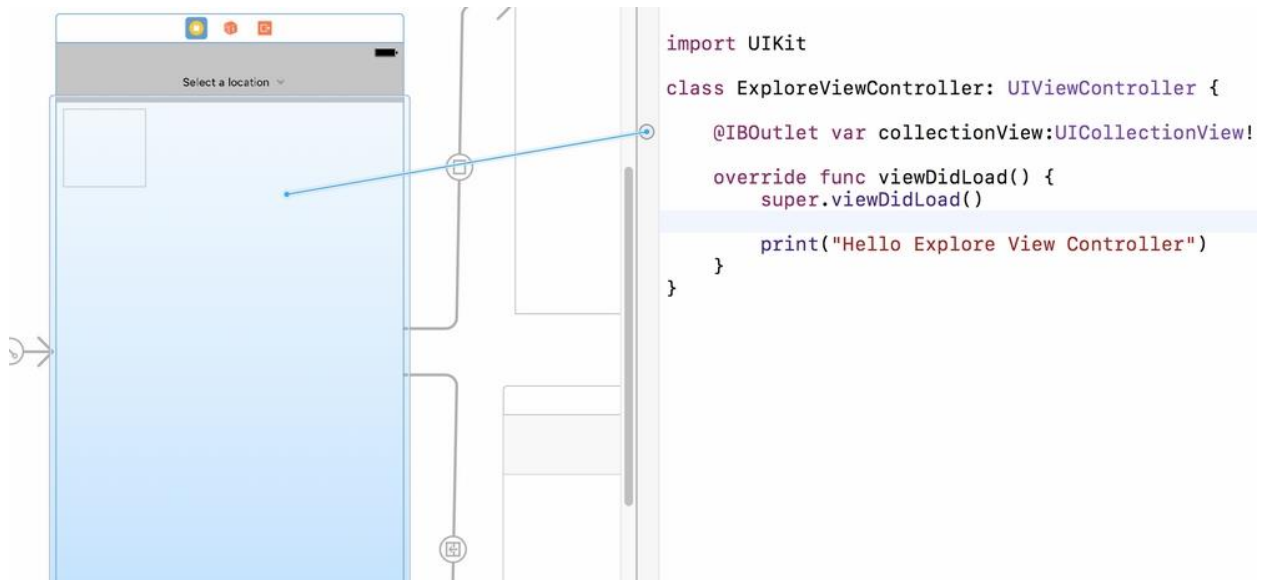 Select a location
import UIKit
class ExploreViewController: UIViewController {
@IBOutlet var collectionView:UICollectionView!
override func viewDidLoad() {
super.viewDidLoad()
print("Hello Explore View Controller")
}
}